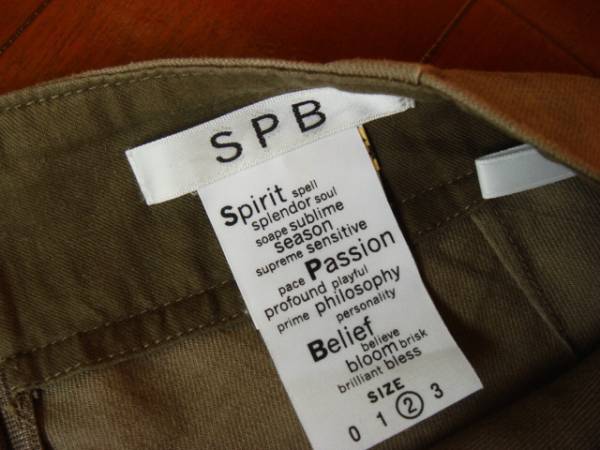 SPB
Spirit spell
splendor soul
soape sublime
season
supreme sensitive
pace Passion
profound playful
prime philosophy
personality
Belief
believe
bloom brisk
brilliant bless
SIZE
0 1 2 3